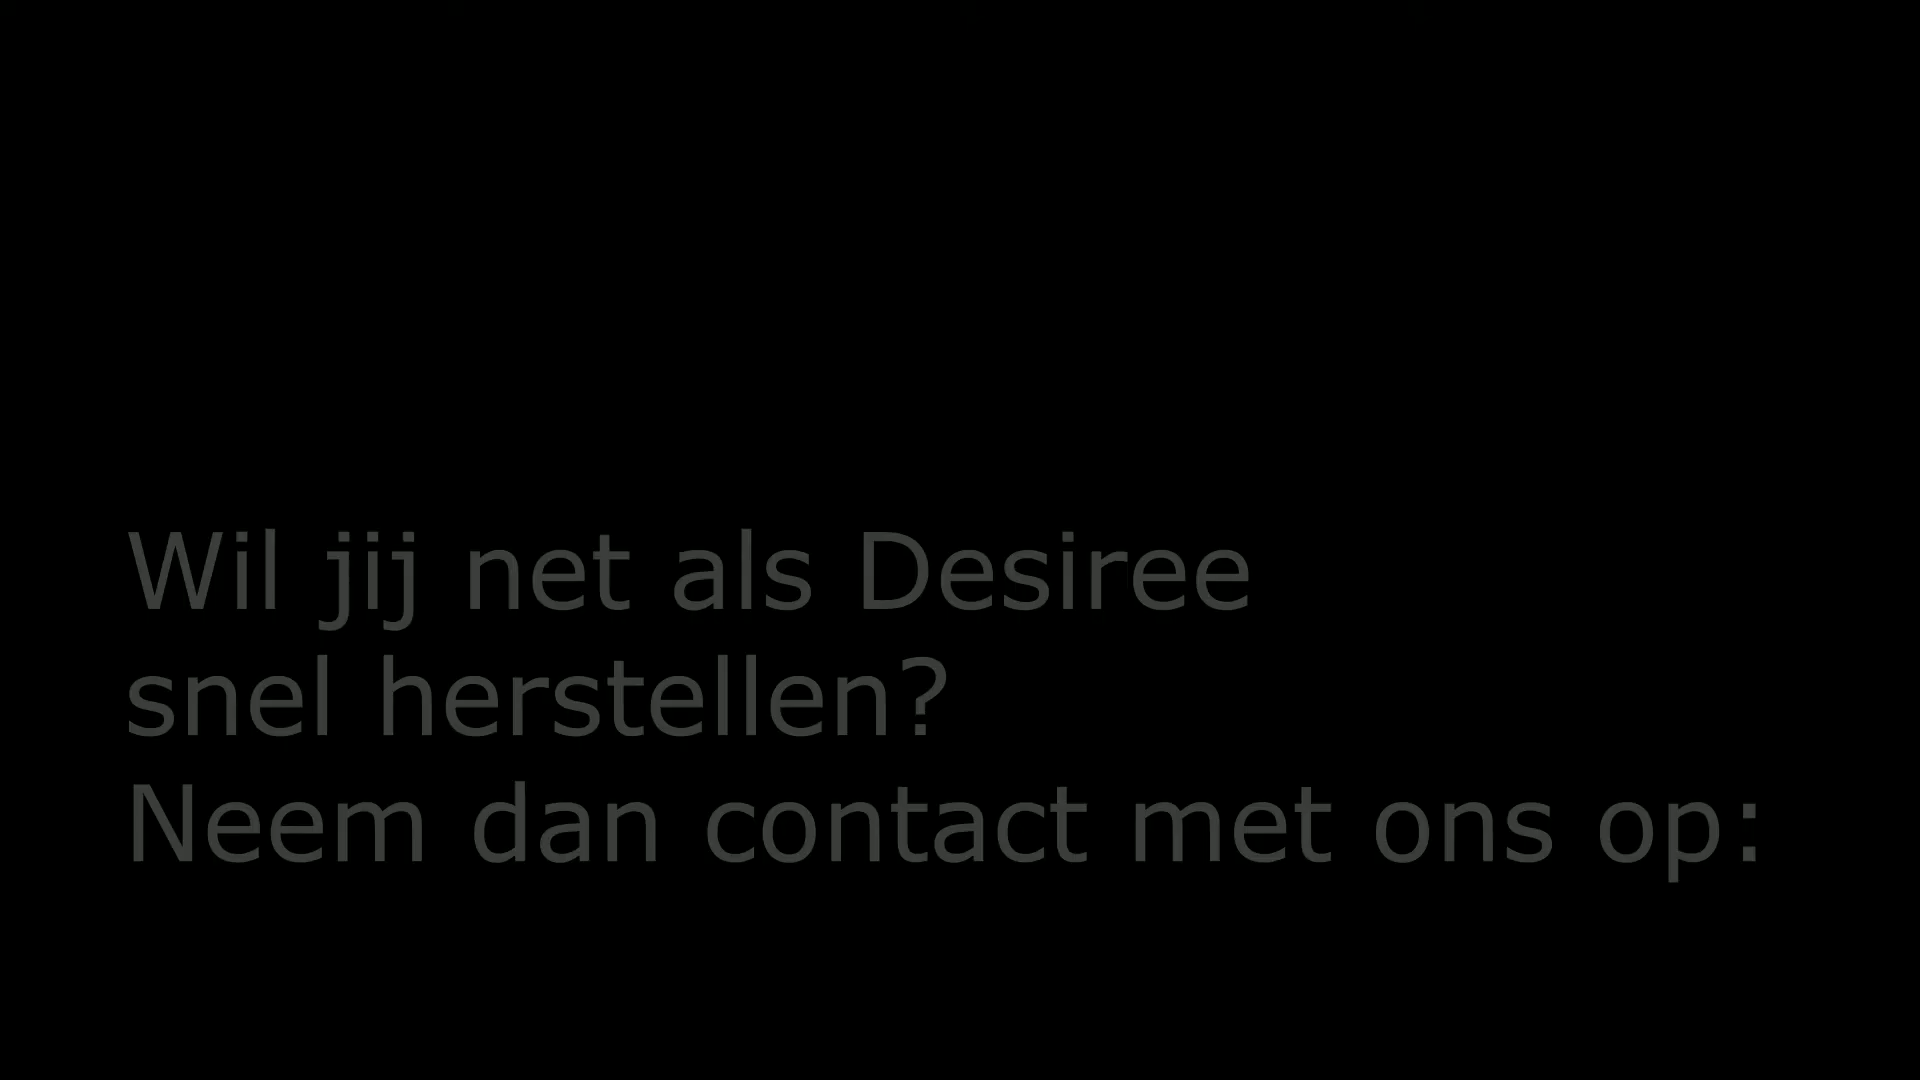 Wil jij net als Desiree
snel herstellen?
Neem dan contact met ons op: